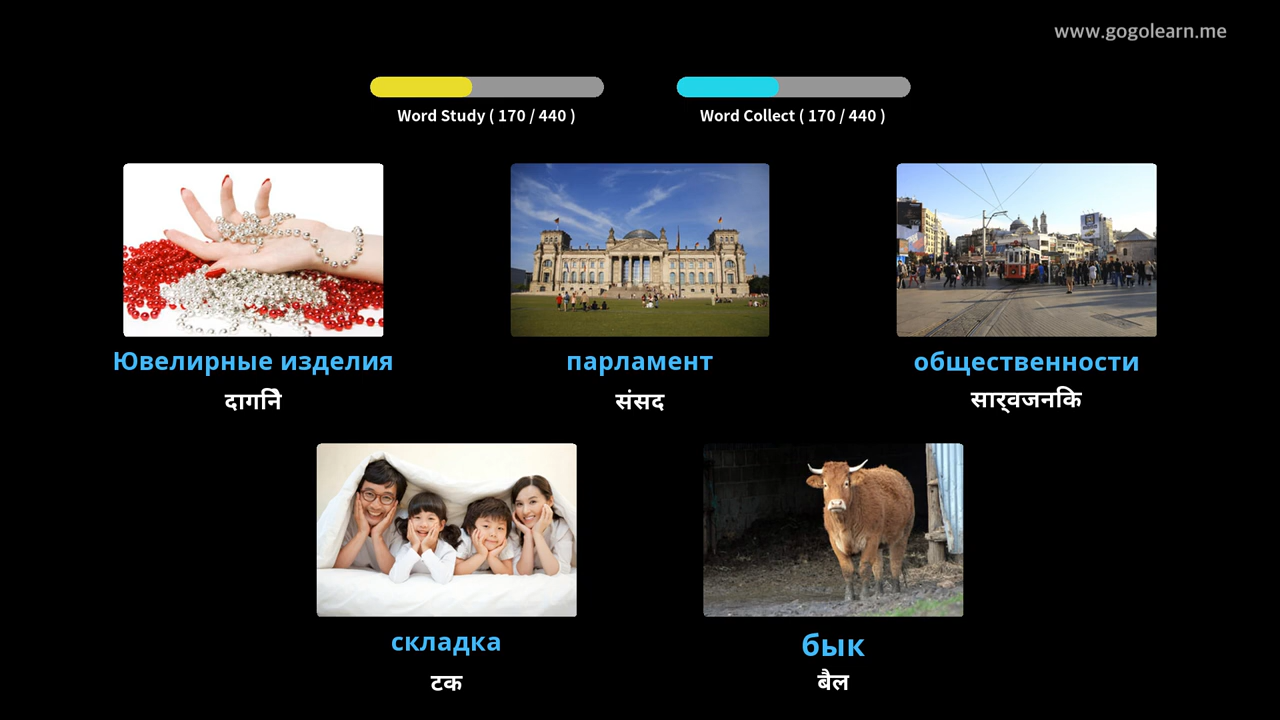 www.gogolearn.me
Word Study ( 170 / 440 )
Word Collect ( 170 / 440 )
Ювелирные изделия
दागिनेि
парламент
संसद
общественности
सार्वजनकि
складка
टक
бык
बैल